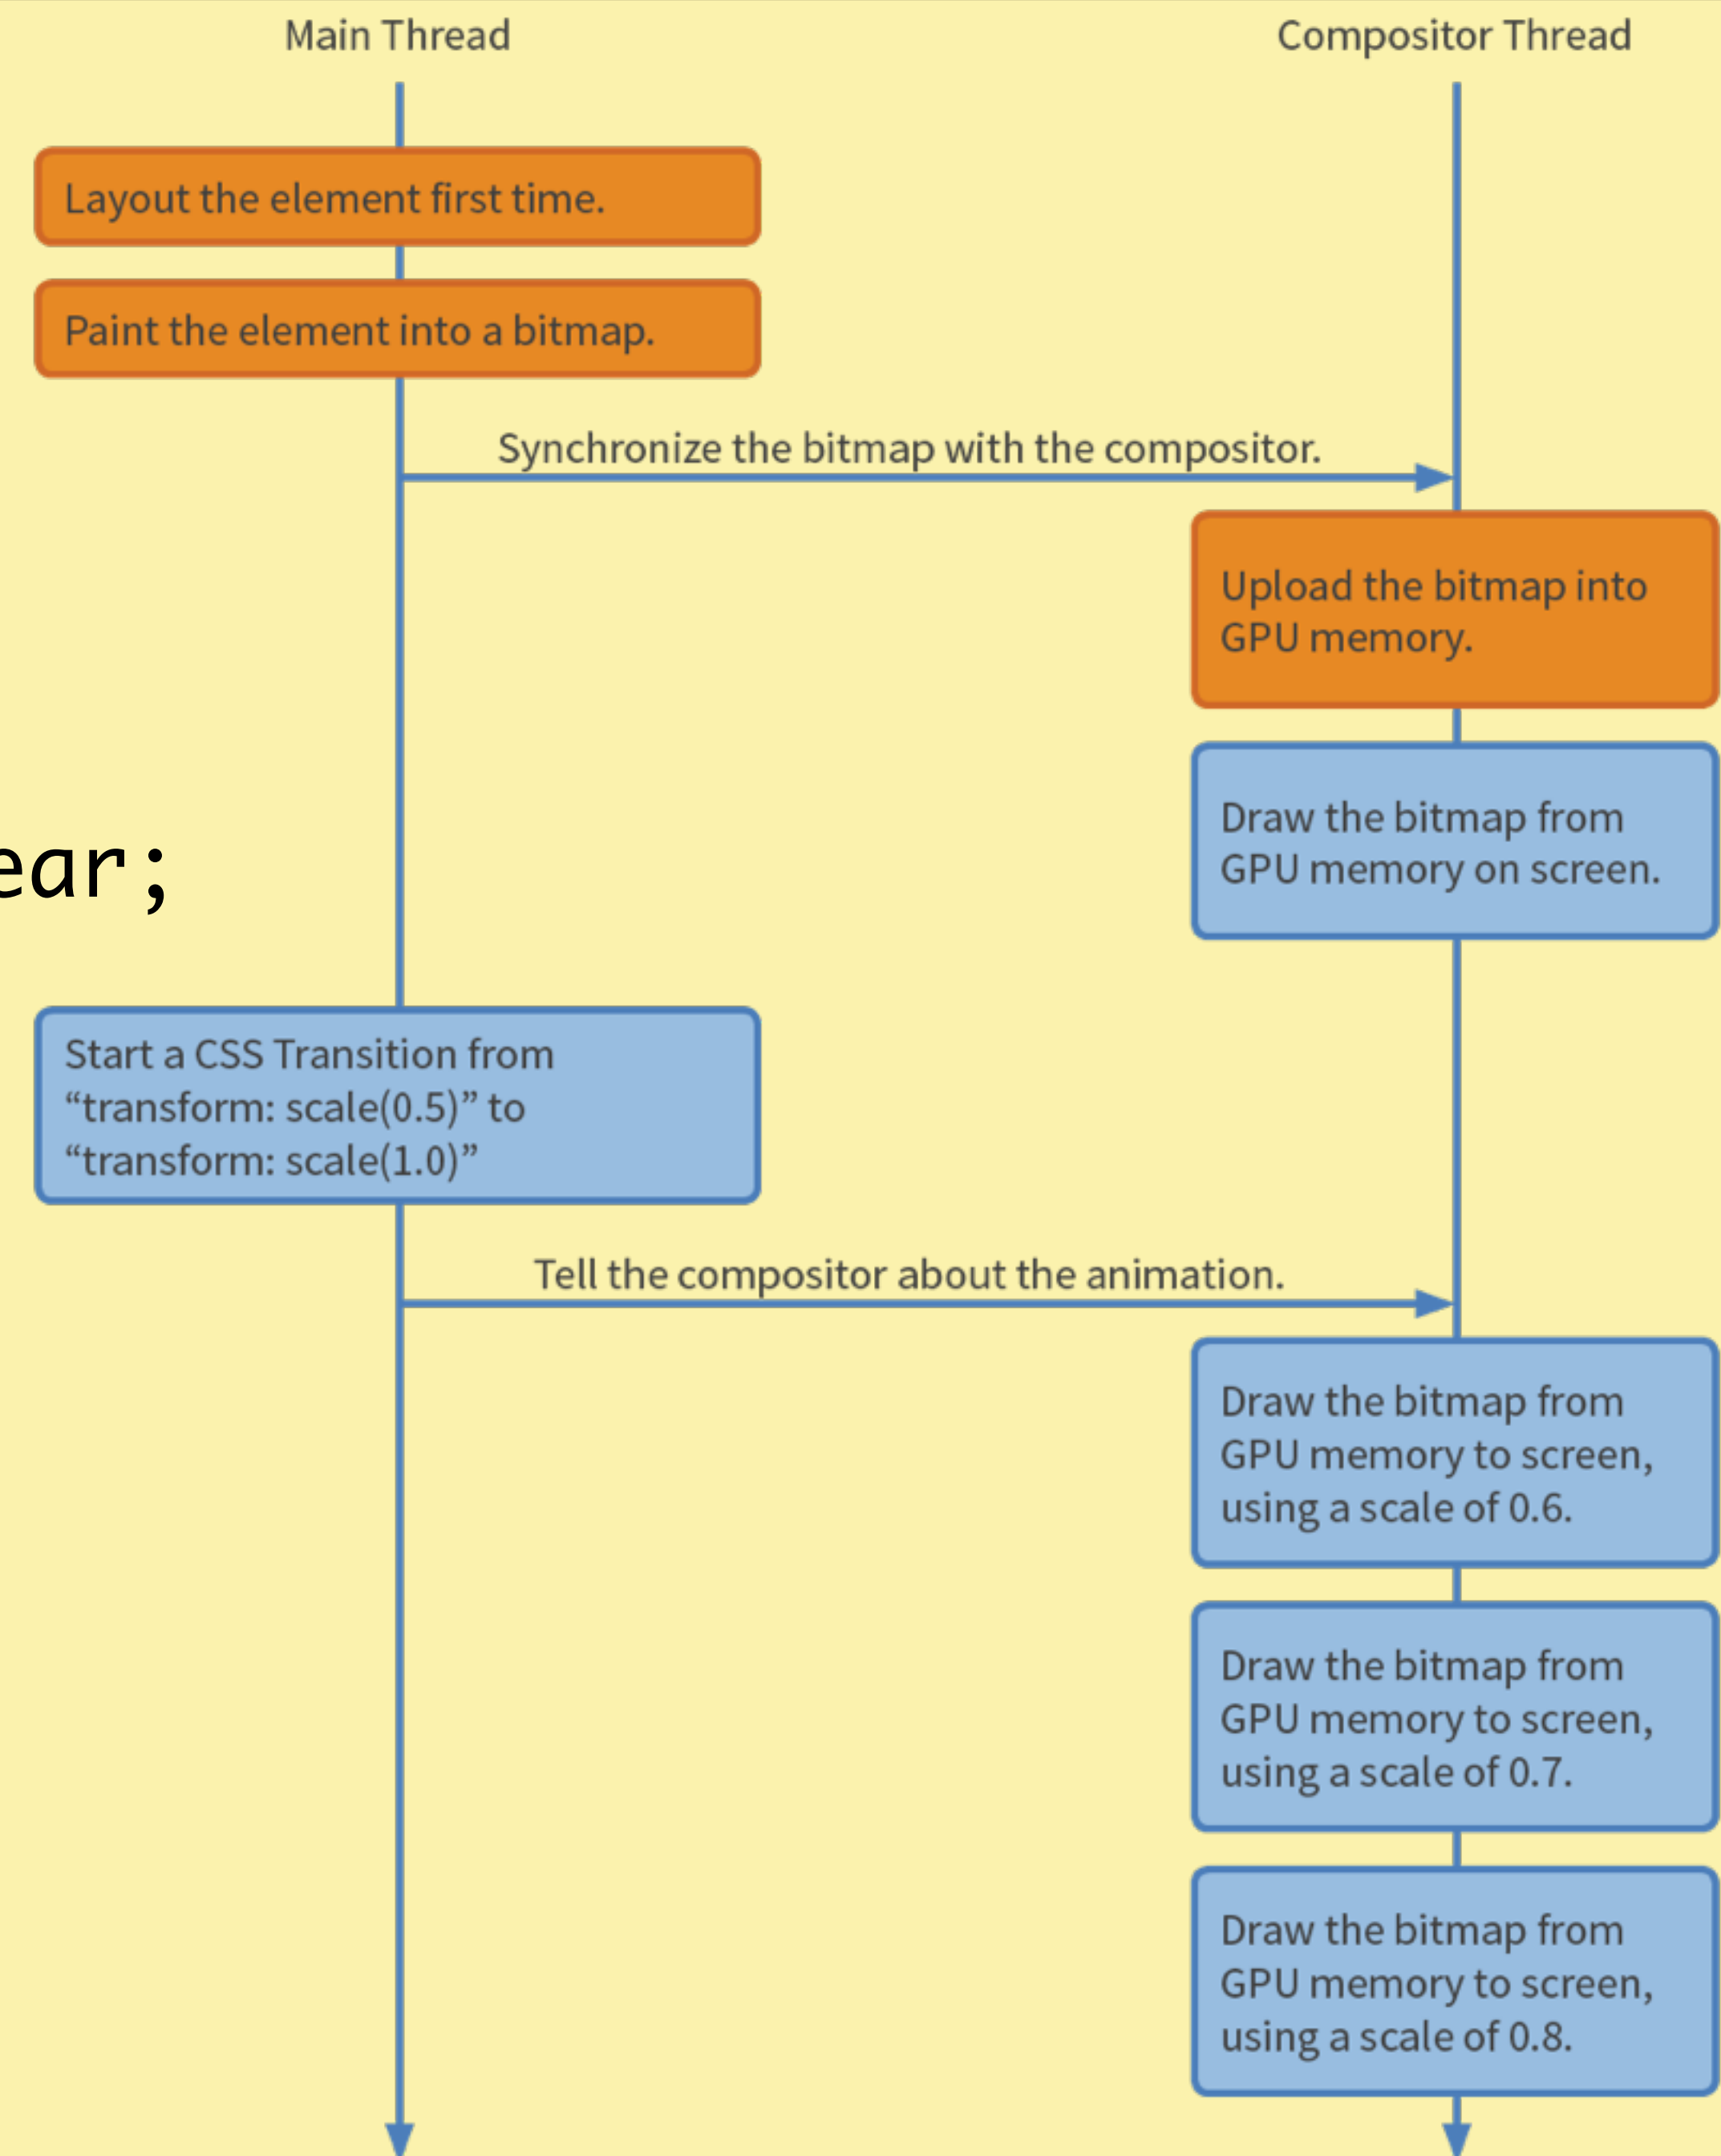 Main Thread
Compositor Thread
Layout the element first time.
Paint the element into a bitmap.
Synchronize the bitmap with the compositor.
Upload the bitmap into
GPU memory.
Draw the bitmap from
GPU memory on screen.
ear;
Start a CSS Transition from
“transform: scale(0.5)” to
“transform: scale(1.0)”
Tell the compositor about the animation.
Draw the bitmap from
GPU memory to screen,
using a scale of 0.6.
Draw the bitmap from
GPU memory to screen,
using a scale of 0.7.
Draw the bitmap from
GPU memory to screen,
using a scale of 0.8.